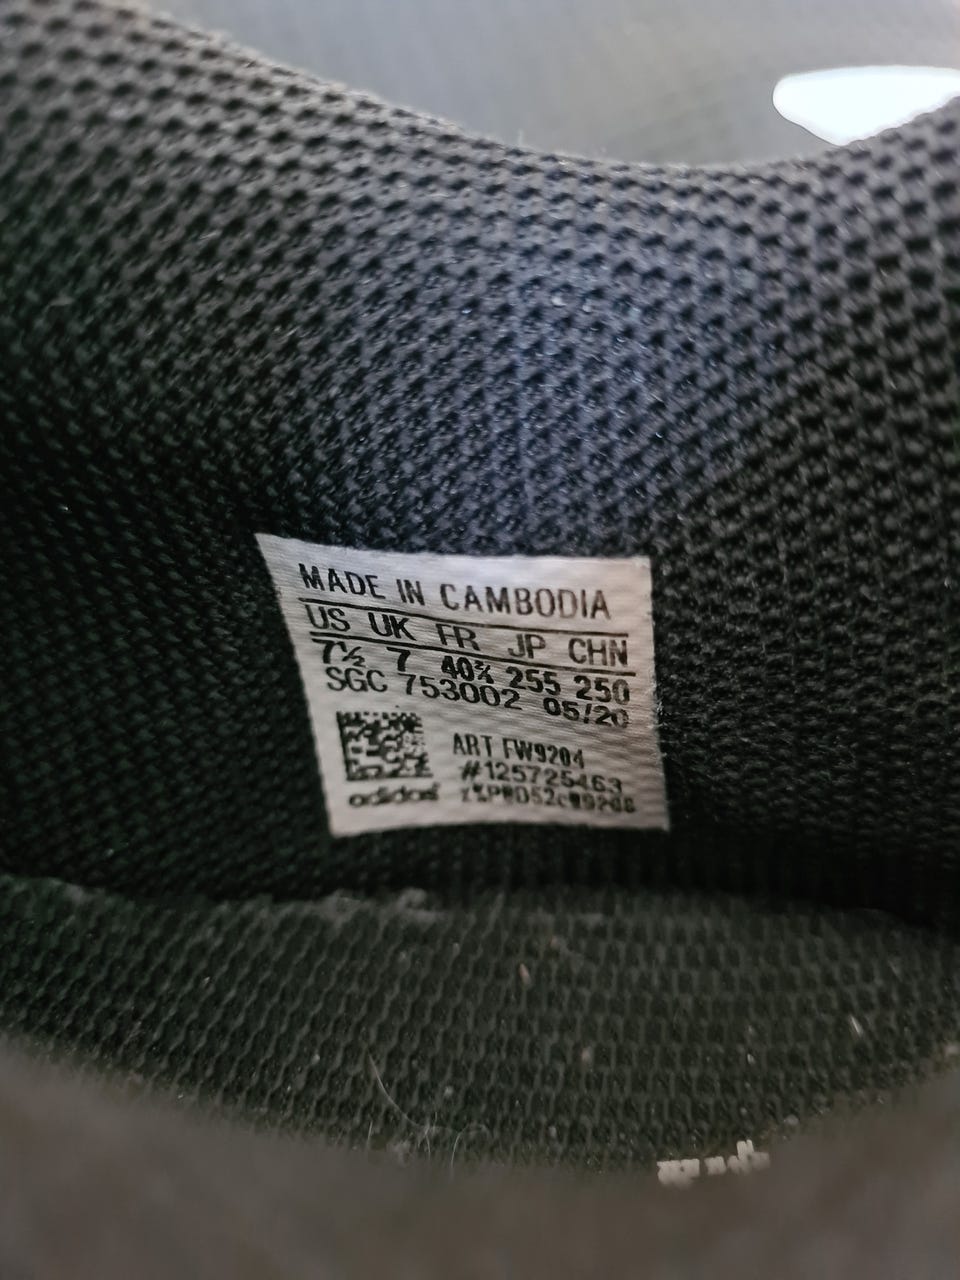 MADE IN CAMBODIA
US UK FR JP CHN
7½ 7 40⅔ 255 250
SGC 753002 05/20
ART FW9204
#125725463
adidas